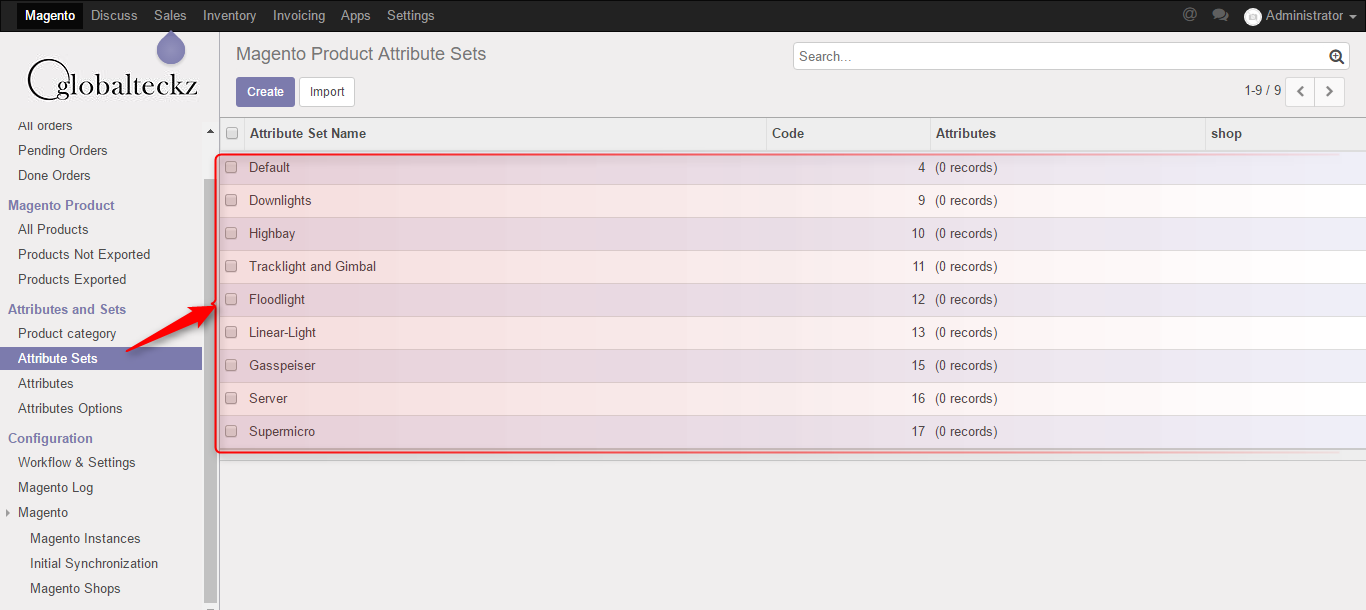 Magento Discuss Sales Inventory Invoicing Apps Settings @ Administrator
globalteckz
All orders
Pending Orders
Done Orders
Magento Product
All Products
Products Not Exported
Products Exported
Attributes and Sets
Product category
Attribute Sets
Attributes
Attributes Options
Configuration
Workflow & Settings
Magento Log
Magento
Magento Instances
Initial Synchronization
Magento Shops
Magento Product Attribute Sets
Search...
Create Import
1-9 / 9
Attribute Set Name Code Attributes shop
Default 4 (0 records)
Downlights 9 (0 records)
Highbay 10 (0 records)
Tracklight and Gimbal 11 (0 records)
Floodlight 12 (0 records)
Linear-Light 13 (0 records)
Gasspeiser 15 (0 records)
Server 16 (0 records)
Supermicro 17 (0 records)